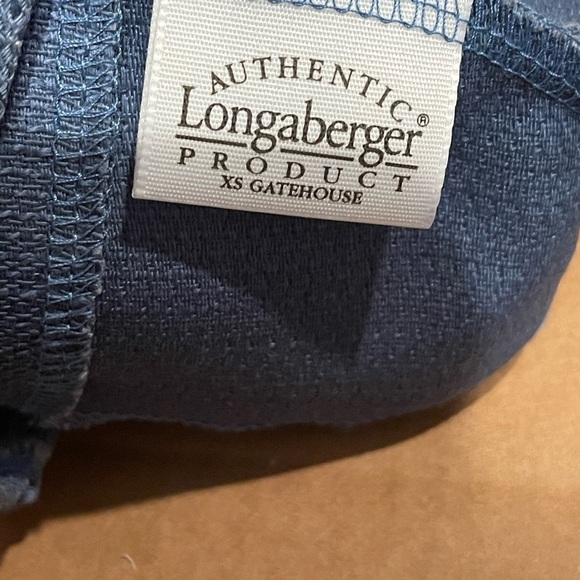 AUTHENTIC
Longaberger®
PRODUCT
XS GATEHOUSE